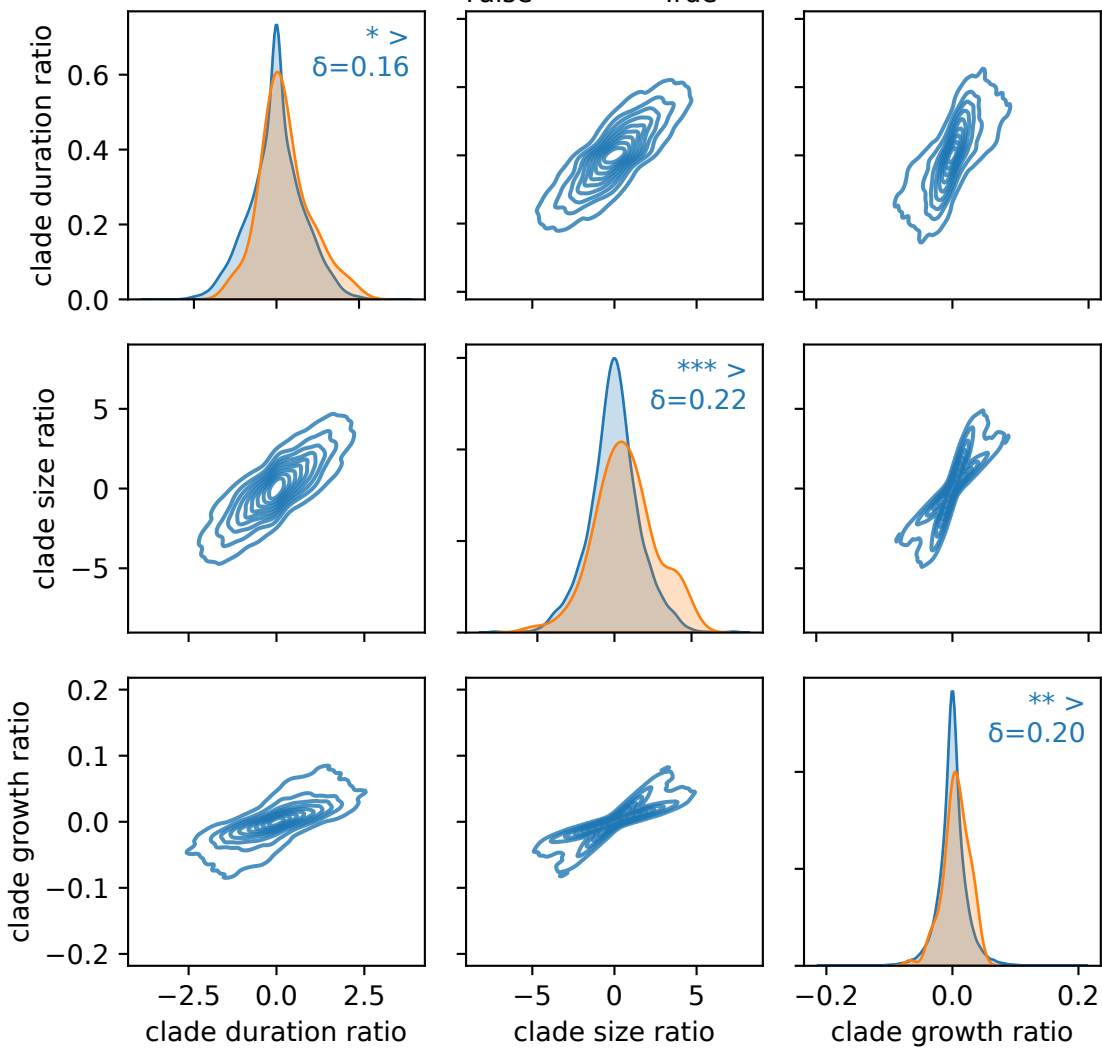 * >
δ=0.16
clade duration ratio
0.6
0.4
0.2
0.0
*** >
δ=0.22
clade size ratio
5
0
−5
** >
δ=0.20
clade growth ratio
0.2
0.1
0.0
−0.1
−0.2
−2.5 0.0 2.5 −5 0 5 −0.2 0.0 0.2
clade duration ratio clade size ratio clade growth ratio